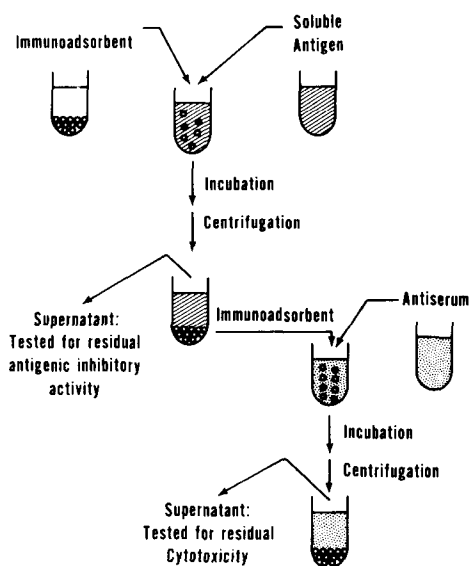 Immunoadsorbent
Soluble
Antigen
Incubation
Centrifugation
Supernatant:
Tested for residual
antigenic inhibitory
activity
Immunoadsorbent
Antiserum
Incubation
Centrifugation
Supernatant:
Tested for residual
Cytotoxicity